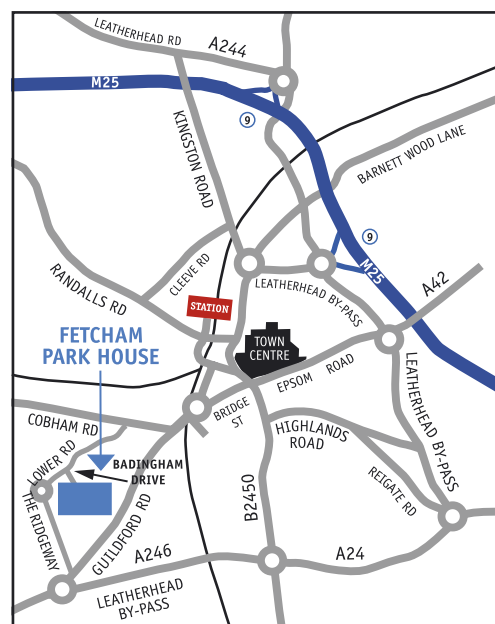 LEATHERHEAD RD
A244
M25
9
KINGSTON ROAD
BARNETT WOOD LANE
9
CLEEVE RD
M25
RANDALLS RD
LEATHERHEAD BY-PASS
A42
STATION
FETCHAM
PARK HOUSE
TOWN
CENTRE
EPSOM ROAD
BRIDGE
ST
COBHAM RD
HIGHLANDS
ROAD
LEATHERHEAD BY-PASS
LOWER RD
BADINGHAM
DRIVE
REIGATE RD
THE RIDGEWAY
GUILDFORD RD
B2450
A246
A24
LEATHERHEAD
BY-PASS